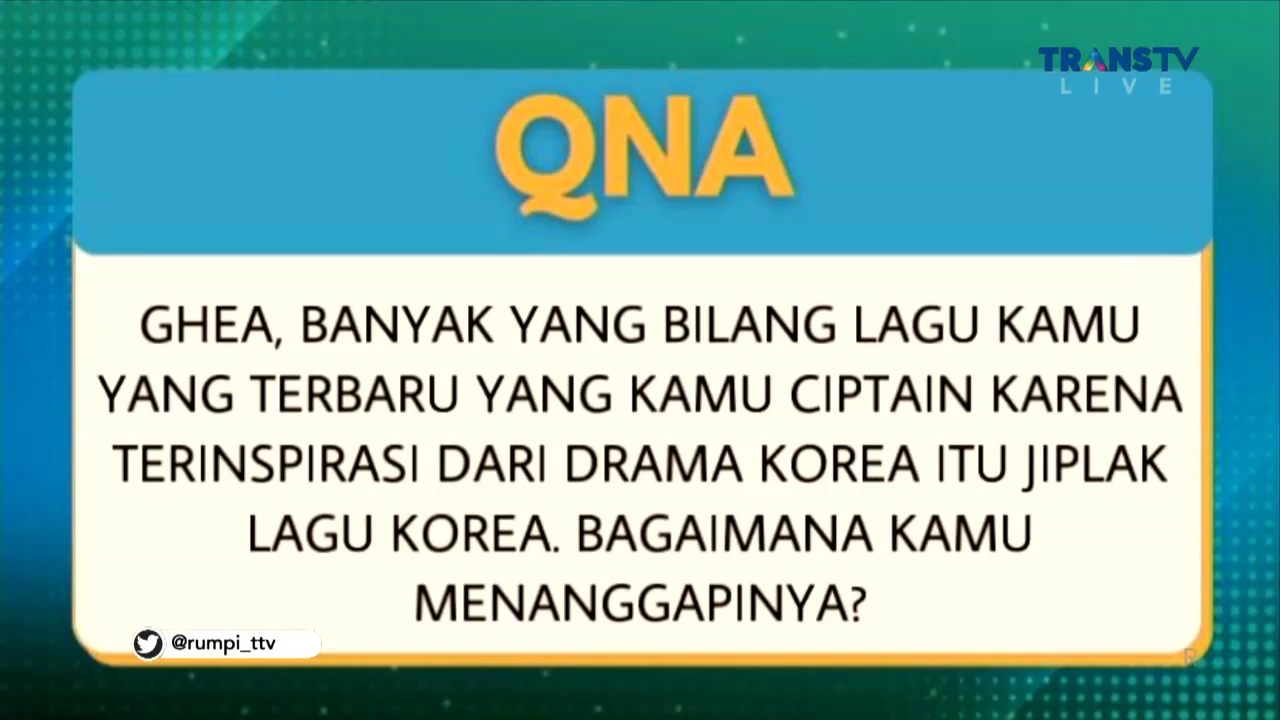 TRANSTV
LIVE
QNA
GHEA, BANYAK YANG BILANG LAGU KAMU
YANG TERBARU YANG KAMU CIPTAIN KARENA
TERINSPIRASI DARI DRAMA KOREA ITU JIPLAK
LAGU KOREA. BAGAIMANA KAMU
MENANGGAPINYA?
@rumpi_ttv
R